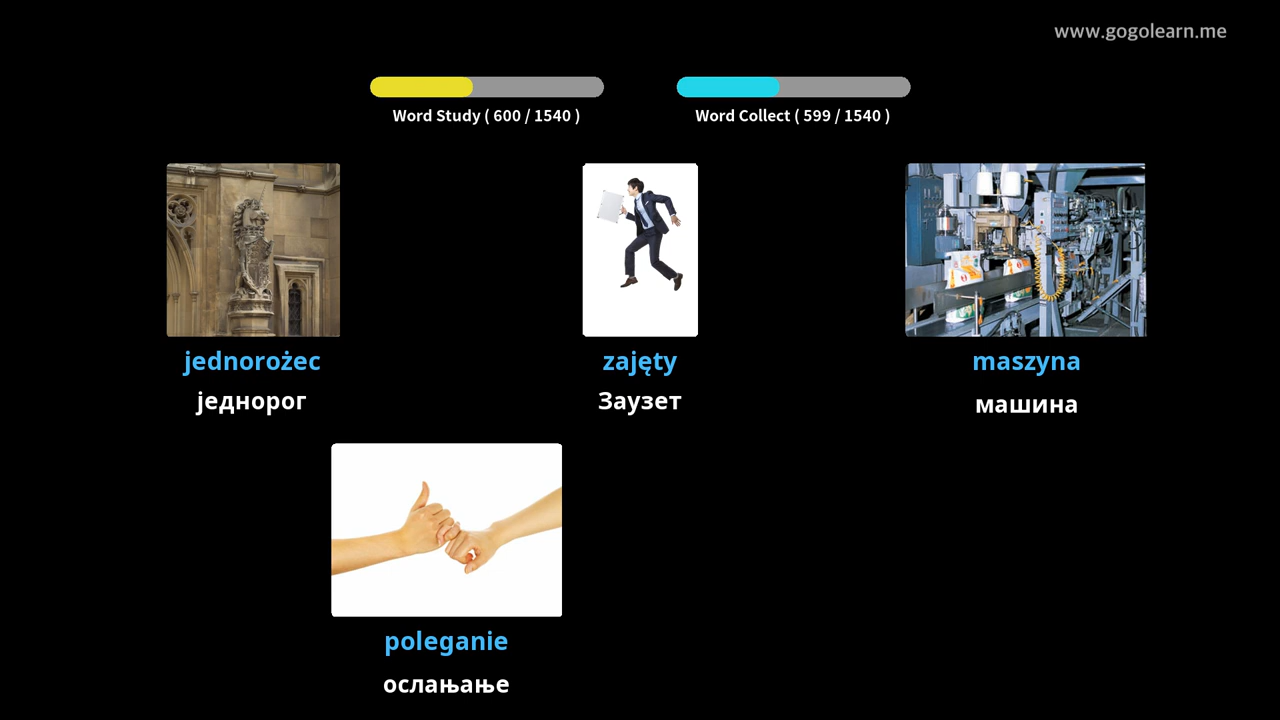 www.gogolearn.me
Word Study ( 600 / 1540 )
Word Collect ( 599 / 1540 )
jednorożec
једнорог
zajęty
Заузет
maszyna
машина
poleganie
ослањање